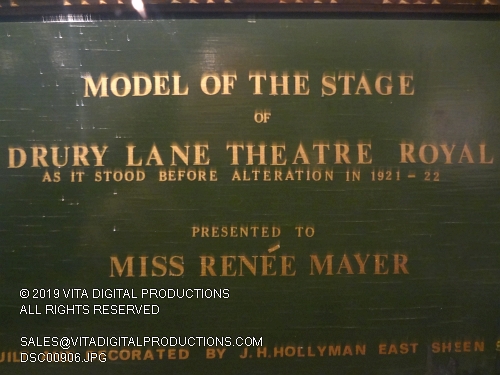 MODEL OF THE STAGE
OF
DRURY LANE THEATRE ROYAL
AS IT STOOD BEFORE ALTERATION IN 1921-22
PRESENTED TO
MISS RENÉE MAYER
© 2019 VITA DIGITAL PRODUCTIONS
ALL RIGHTS RESERVED
SALES@VITADIGITALPRODUCTIONS.COM
DSC00906.JPG
DECORATED BY J.H.HOLLYMAN EAST SHEEN